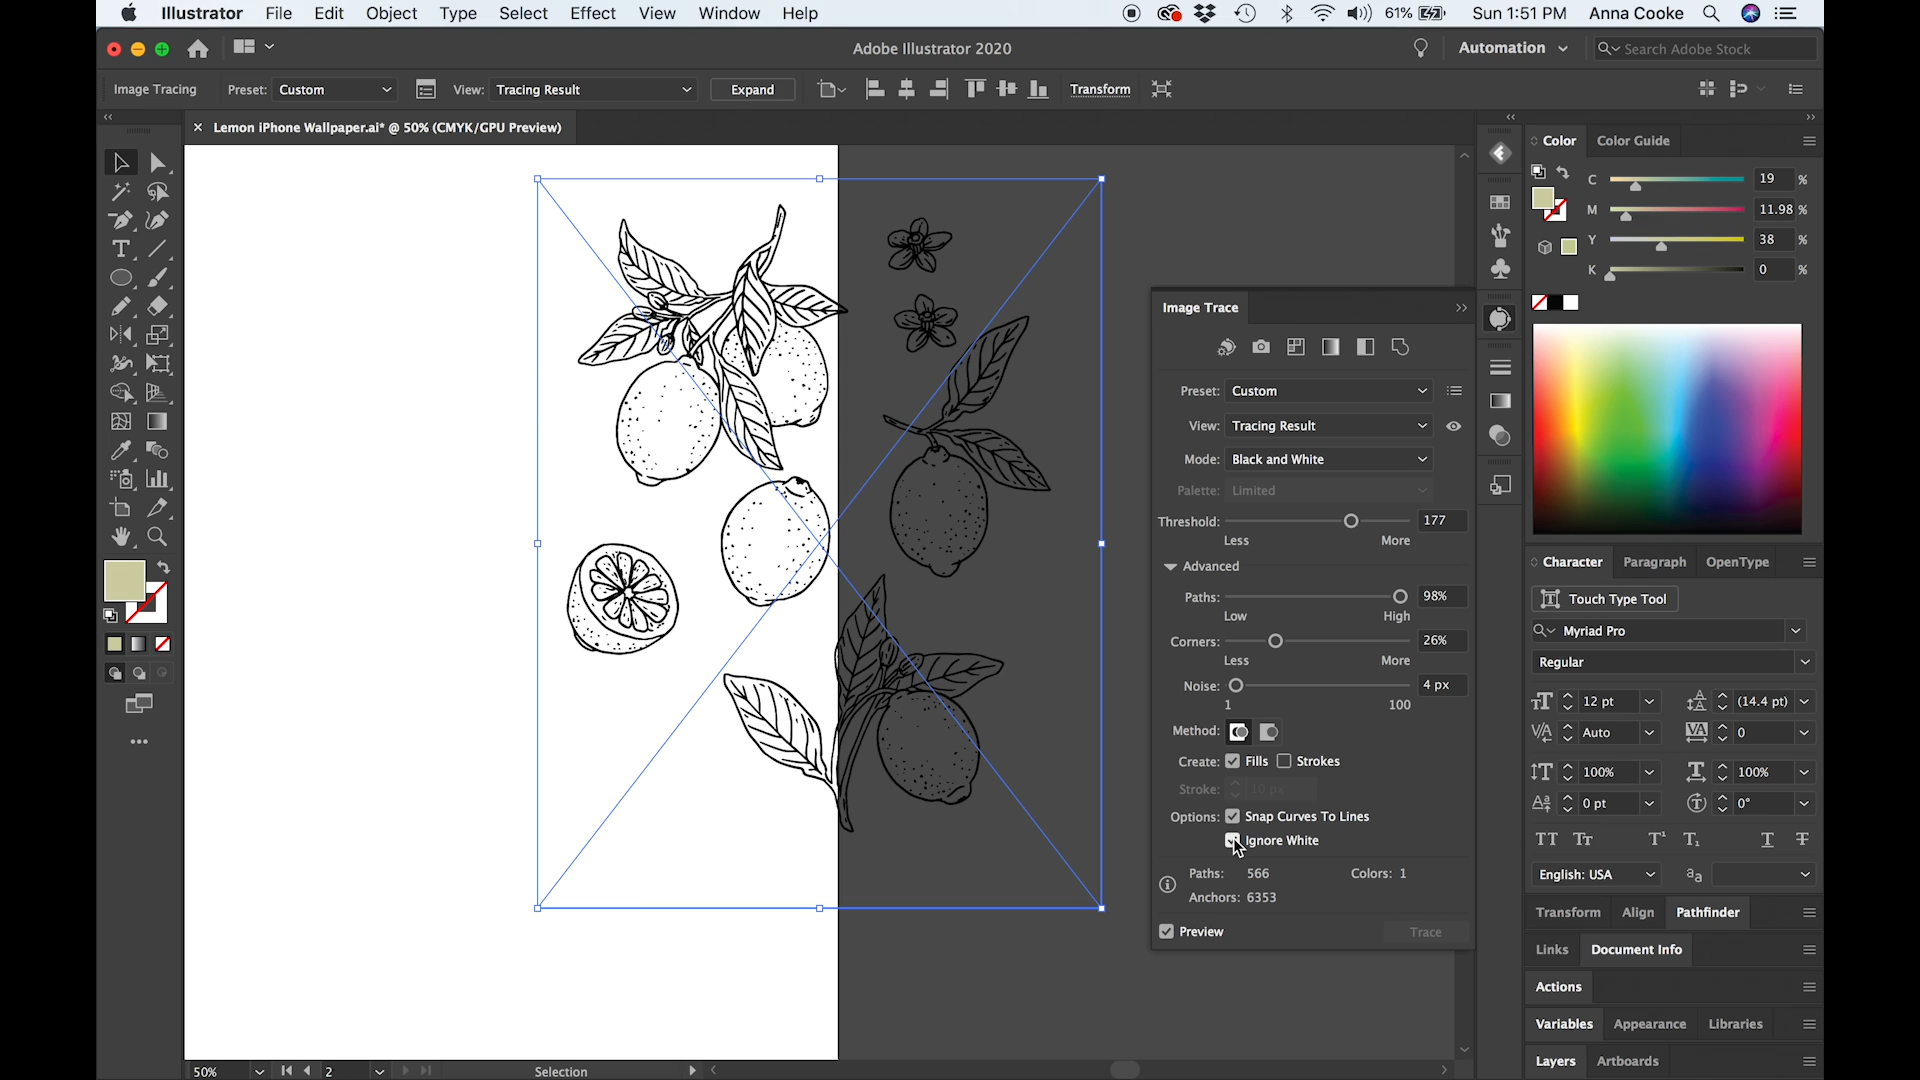 Illustrator File Edit Object Type Select Effect View Window Help 61% Sun 1:51 PM Anna Cooke
Adobe Illustrator 2020 Automation Search Adobe Stock
Image Tracing Preset: Custom View: Tracing Result Expand Transform
Lemon iPhone Wallpaper.ai* @ 50% (CMYK/GPU Preview)
Color Color Guide
C 19 %
M 11.98 %
Y 38 %
K 0 %
Image Trace
Preset: Custom
View: Tracing Result
Mode: Black and White
Palette: Limited
Threshold: 177
Less More
Advanced
Paths: 98%
Low High
Corners: 26%
Less More
Noise: 4 px
1 100
Method:
Create: Fills Strokes
Stroke: 10 px
Options: Snap Curves To Lines
Ignore White
Paths: 566 Colors: 1
Anchors: 6353
Preview Trace
Character Paragraph OpenType
Touch Type Tool
Myriad Pro
Regular
12 pt (14.4 pt)
Auto 0
100% 100%
0 pt 0°
English: USA
Transform Align Pathfinder
Links Document Info
Actions
Variables Appearance Libraries
Layers Artboards
50% 2 Selection